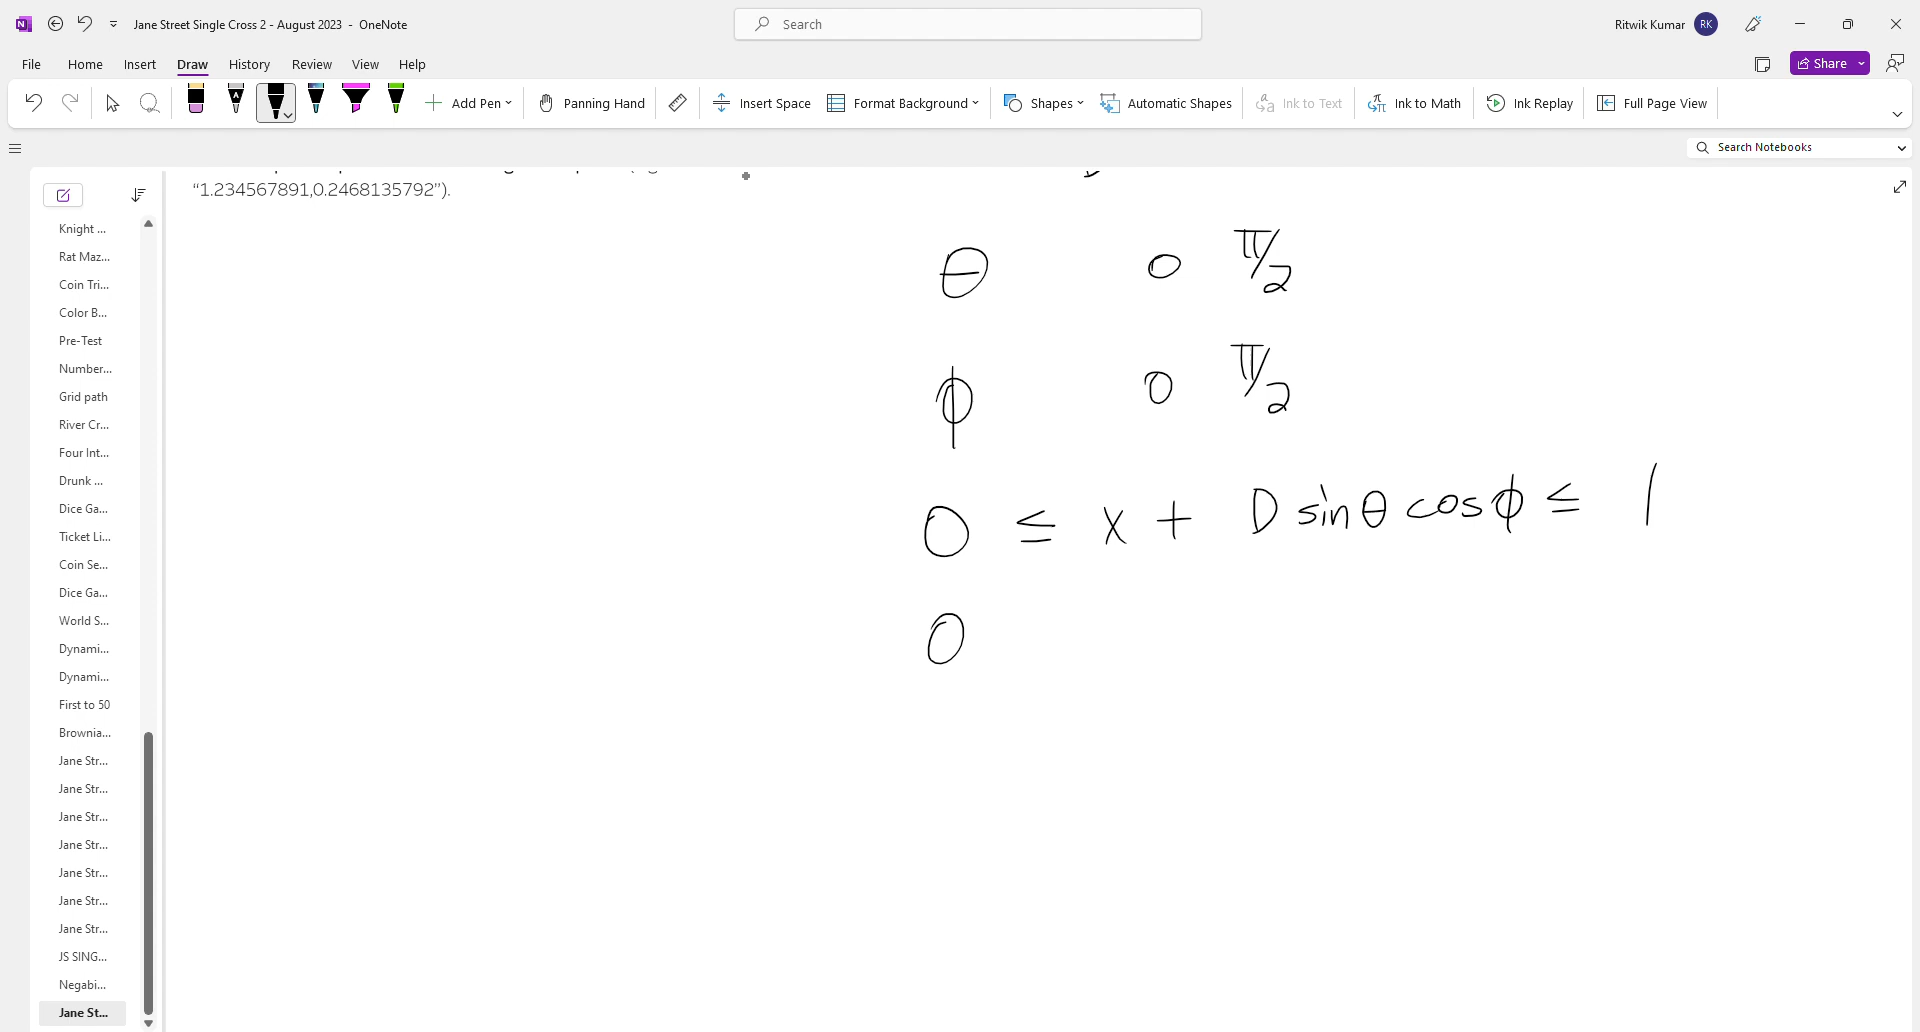 Jane Street Single Cross 2 - August 2023 - OneNote
Search
Ritwik Kumar RK
File Home Insert Draw History Review View Help
Share
Add Pen Panning Hand Insert Space Format Background Shapes Automatic Shapes Ink to Text Ink to Math Ink Replay Full Page View
Search Notebooks
“1.234567891,0.2468135792”).
Knight ...
Rat Maz...
Coin Tri...
Color B...
Pre-Test
Number...
Grid path
River Cr...
Four Int...
Drunk ...
Dice Ga...
Ticket Li...
Coin Se...
Dice Ga...
World S...
Dynami...
Dynami...
First to 50
Brownia...
Jane Str...
Jane Str...
Jane Str...
Jane Str...
Jane Str...
Jane Str...
Jane Str...
JS SING...
Negabi...
Jane St...
θ 0 π/2
ϕ 0 π/2
0 ≤ x + D sinθ cosϕ ≤ 1
0